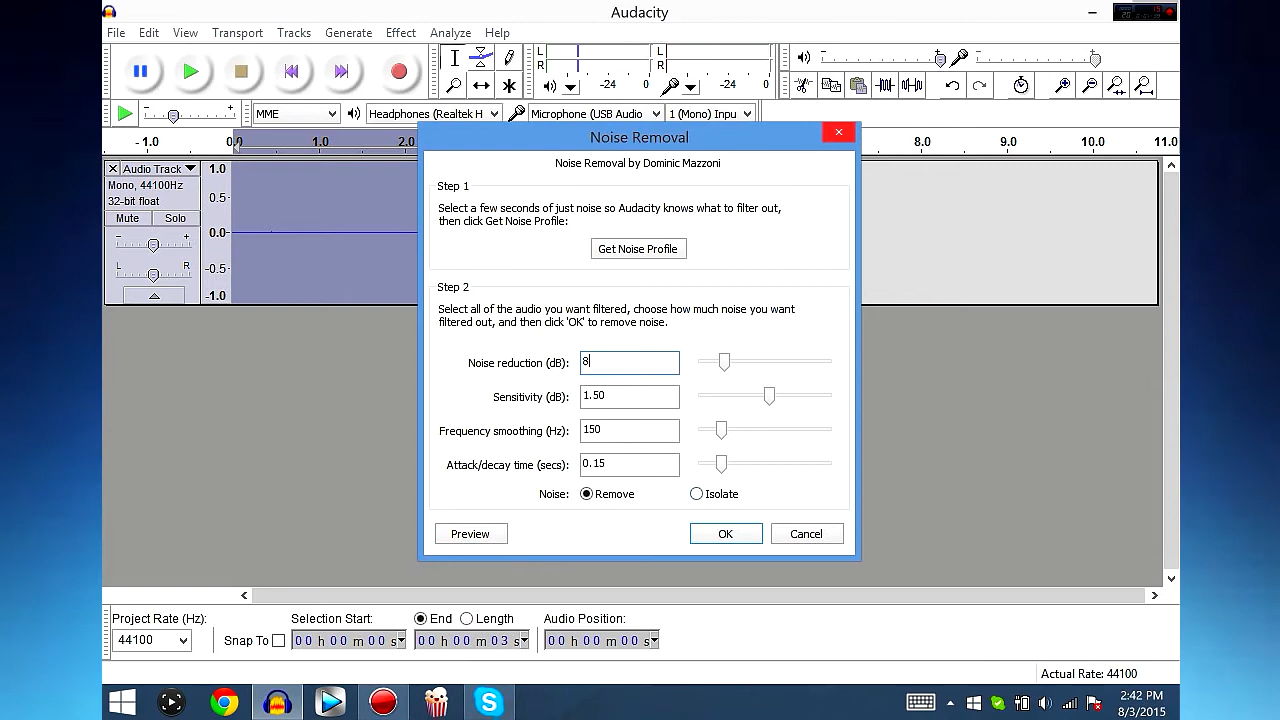 Audacity
File Edit View Transport Tracks Generate Effect Analyze Help
L
R
-24 0
L
R
-24 0
MME
Headphones (Realtek H
1 (Mono) Inpu
-1.0 0 1.0 2.0 8.0 9.0 10.0 11.0
Audio Track
Mono, 44100Hz
32-bit float
Mute Solo
- +
L R
1.0
0.5
0.0
-0.5
-1.0
Noise Removal
Noise Removal by Dominic Mazzoni
Step 1
Select a few seconds of just noise so Audacity knows what to filter out,
then click Get Noise Profile:
Get Noise Profile
Step 2
Select all of the audio you want filtered, choose how much noise you want
filtered out, and then click 'OK' to remove noise.
Noise reduction (dB): 8
Sensitivity (dB): 1.50
Frequency smoothing (Hz): 150
Attack/decay time (secs): 0.15
Noise: Remove Isolate
Preview OK Cancel
Project Rate (Hz): Selection Start: End Length Audio Position:
44100 Snap To 00 h 00 m 00 s 00 h 00 m 03 s 00 h 00 m 00 s
Actual Rate: 44100
2:42 PM
8/3/2015